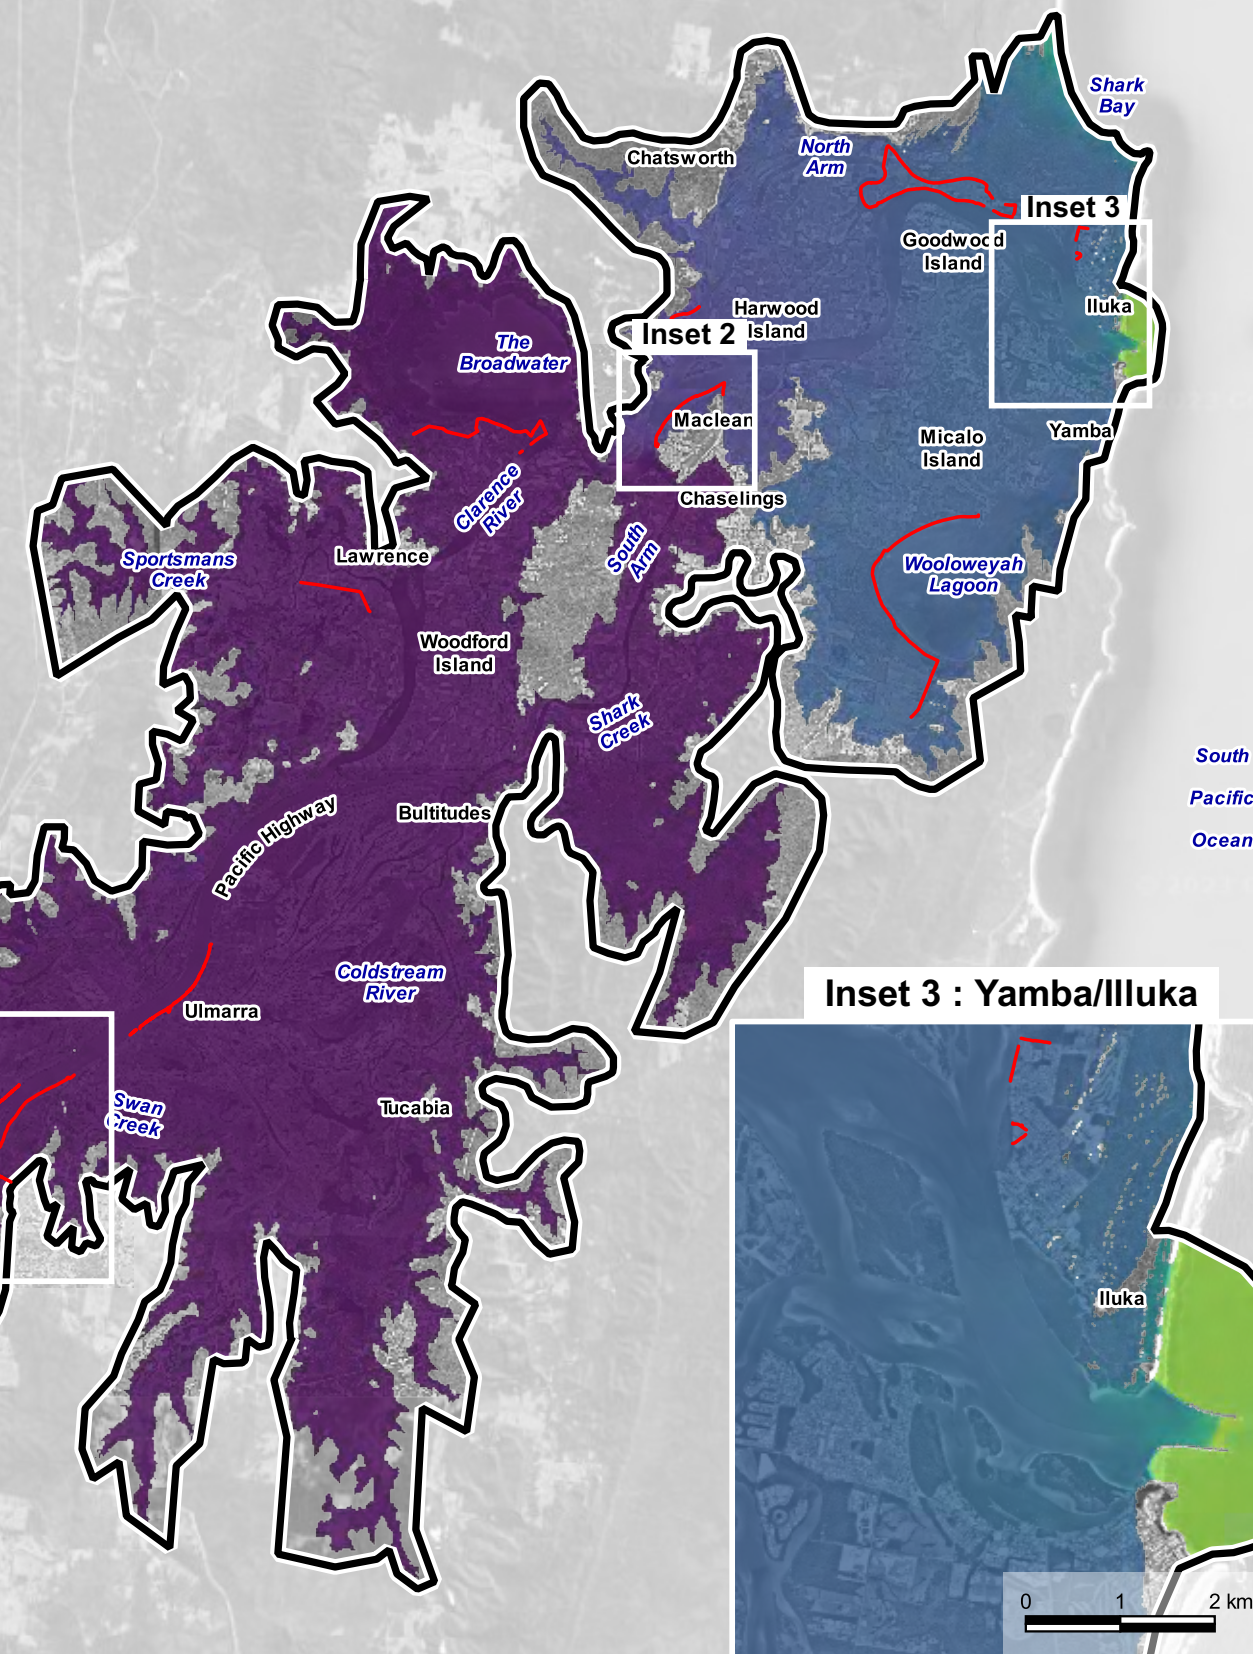 Shark
Bay
North
Arm
Chatsworth
Inset 3
Goodwood
Island
Iluka
Harwood
Island
Inset 2
The
Broadwater
Maclean
Yamba
Micalo
Island
Chaselings
Clarence
River
South
Arm
Lawrence
Sportsmans
Creek
Wooloweyah
Lagoon
Woodford
Island
Shark
Creek
South
Pacific
Ocean
Bultitudes
Pacific Highway
Coldstream
River
Ulmarra
Inset 3 : Yamba/Illuka
Swan
Creek
Tucabia
Iluka
0 1 2 km